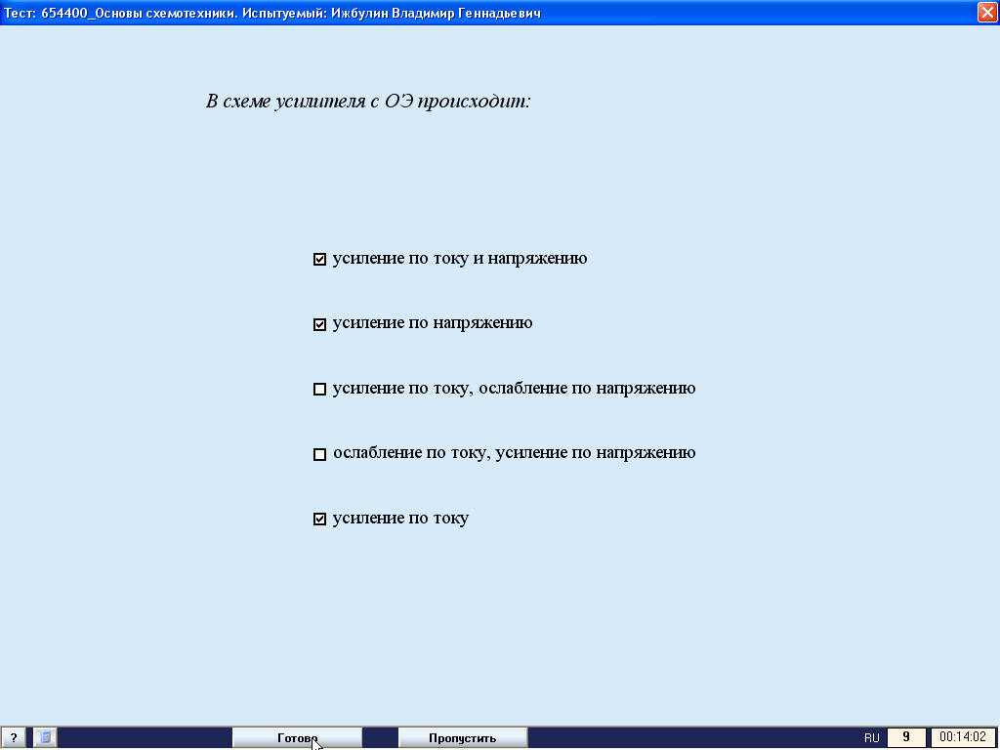 Тест: 654400_Основы схемотехники. Испытуемый: Ижбулин Владимир Геннадьевич
В схеме усилителя с ОЭ происходит:
усиление по току и напряжению
усиление по напряжению
усиление по току, ослабление по напряжению
ослабление по току, усиление по напряжению
усиление по току
? Готово Пропустить RU 9 00:14:02